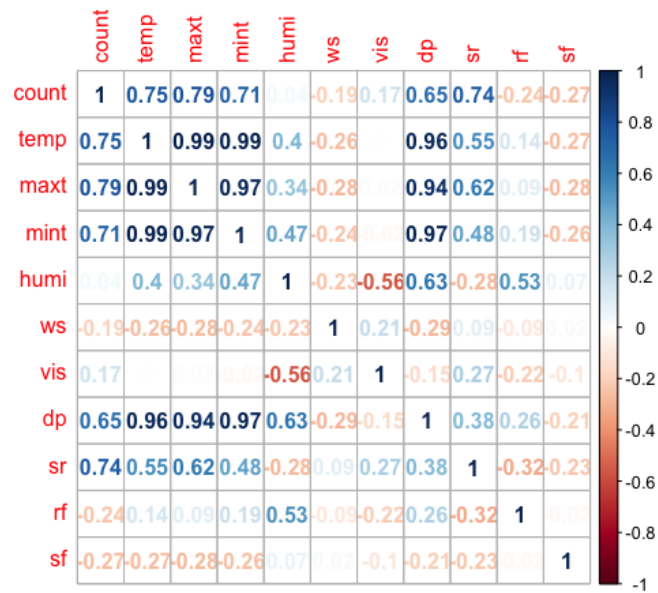 count temp maxt mint humi ws vis dp sr rf sf
count 1 0.75 0.79 0.71 0.04 -0.19 0.17 0.65 0.74 -0.24 -0.27
temp 0.75 1 0.99 0.99 0.4 -0.26 0.96 0.55 0.14 -0.27
maxt 0.79 0.99 1 0.97 0.34 -0.28 0.94 0.62 0.09 -0.28
mint 0.71 0.99 0.97 1 0.47 -0.24 0.97 0.48 0.19 -0.26
humi 0.04 0.4 0.34 0.47 1 -0.23 -0.56 0.63 -0.28 0.53 0.07
ws -0.19 -0.26 -0.28 -0.24 -0.23 1 0.21 -0.29 0.09 -0.09 0.02
vis 0.17 -0.56 0.21 1 -0.15 0.27 -0.22 -0.1
dp 0.65 0.96 0.94 0.97 0.63 -0.29 -0.15 1 0.38 0.26 -0.21
sr 0.74 0.55 0.62 0.48 -0.28 0.09 0.27 0.38 1 -0.32 -0.23
rf -0.24 0.14 0.09 0.19 0.53 -0.09 -0.22 0.26 -0.32 1
sf -0.27 -0.27 -0.28 -0.26 0.07 0.02 -0.1 -0.21 -0.23 1
1
0.8
0.6
0.4
0.2
0
-0.2
-0.4
-0.6
-0.8
-1